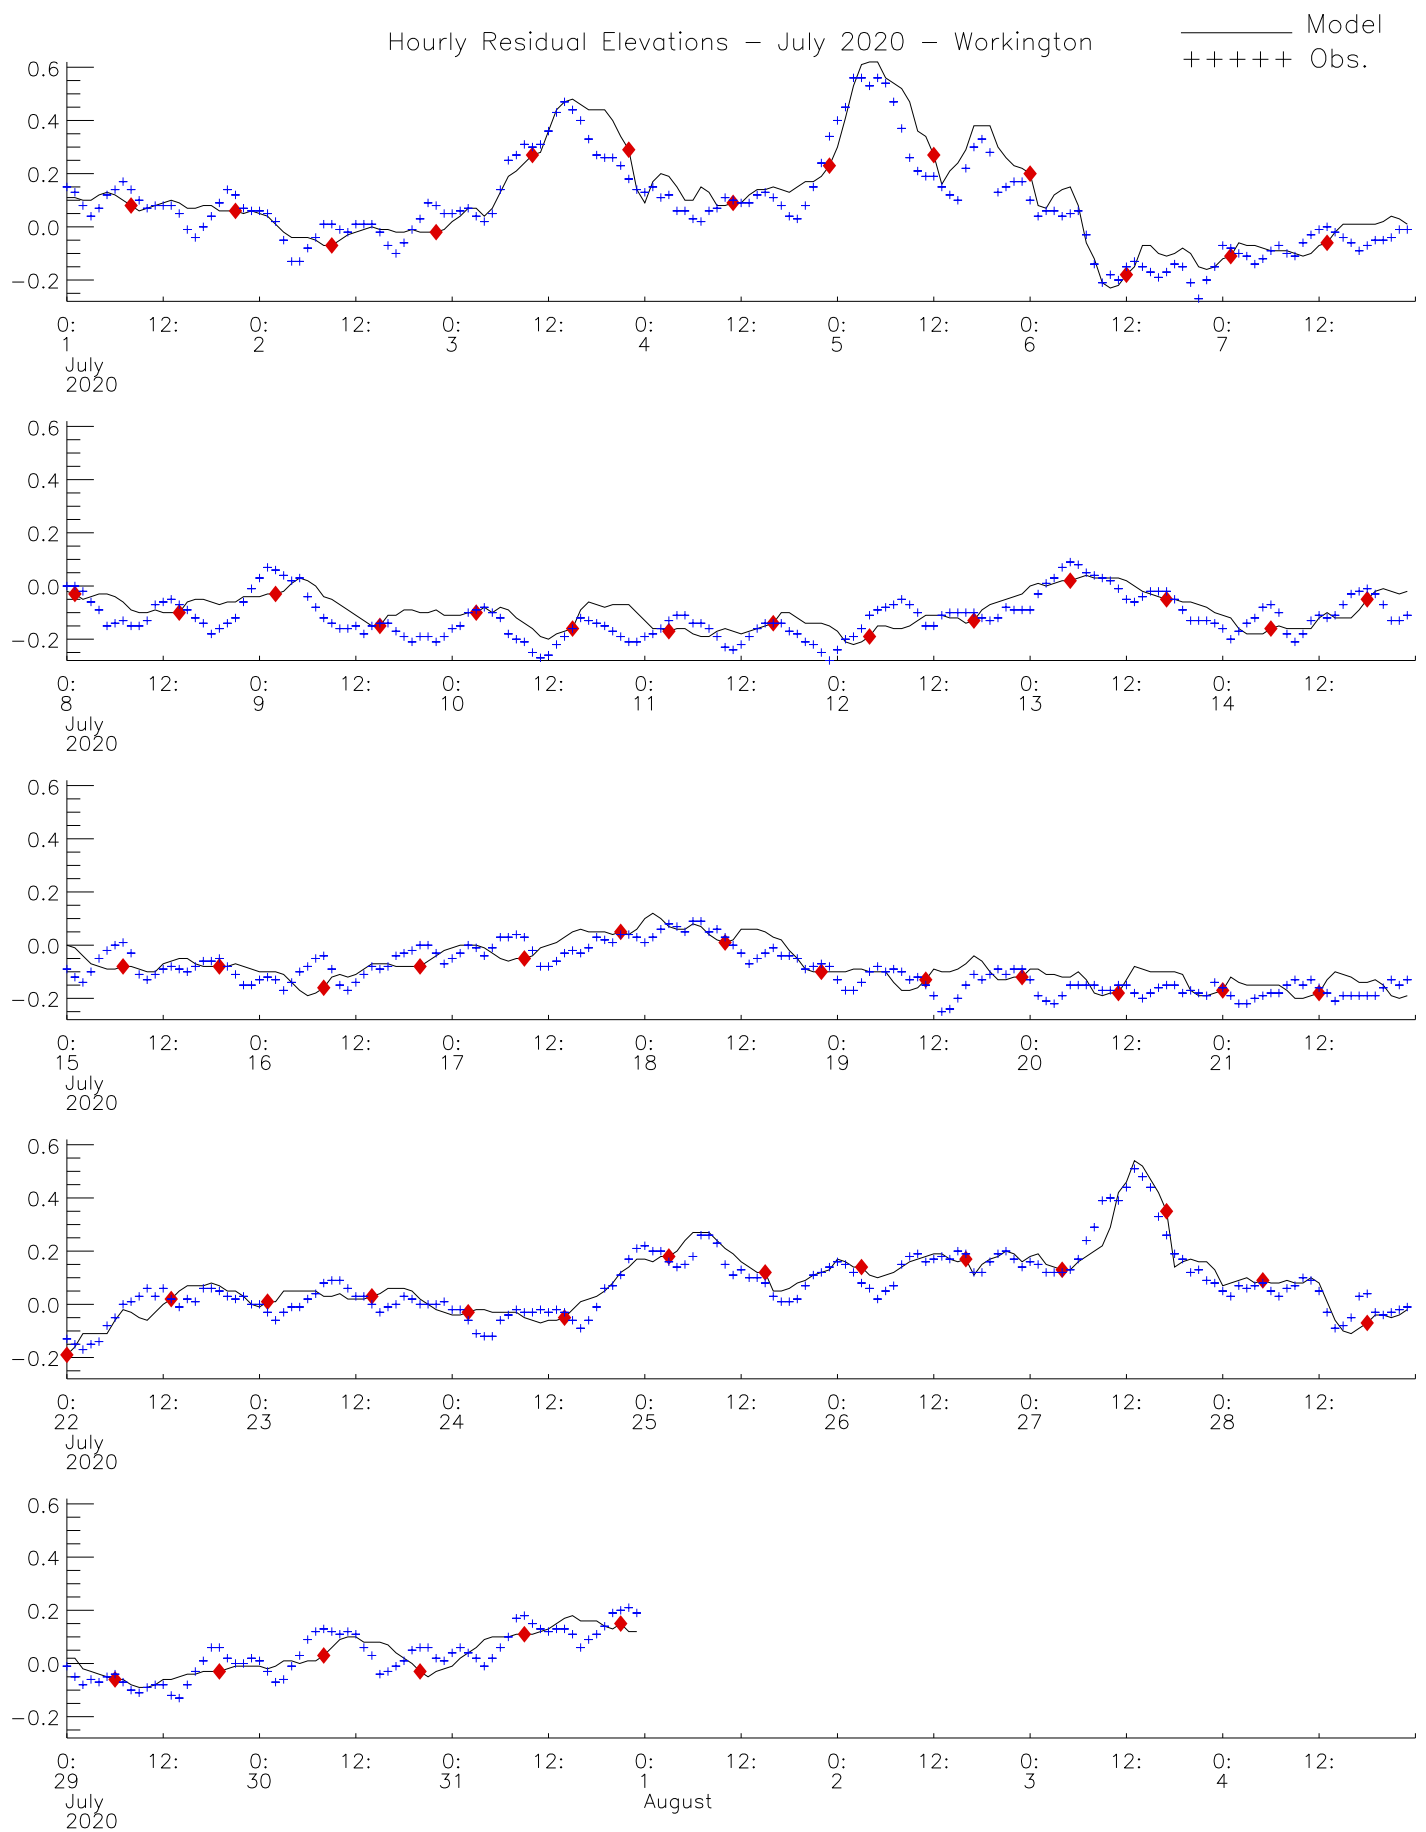 Hourly Residual Elevations − July 2020 − Workington
Model
+++++ Obs.
0.6
0.4
0.2
0.0
−0.2
0: 12: 0: 12: 0: 12: 0: 12: 0: 12: 0: 12: 0: 12:
1 2 3 4 5 6 7
July
2020
0.6
0.4
0.2
0.0
−0.2
0: 12: 0: 12: 0: 12: 0: 12: 0: 12: 0: 12: 0: 12:
8 9 10 11 12 13 14
July
2020
0.6
0.4
0.2
0.0
−0.2
0: 12: 0: 12: 0: 12: 0: 12: 0: 12: 0: 12: 0: 12:
15 16 17 18 19 20 21
July
2020
0.6
0.4
0.2
0.0
−0.2
0: 12: 0: 12: 0: 12: 0: 12: 0: 12: 0: 12: 0: 12:
22 23 24 25 26 27 28
July
2020
0.6
0.4
0.2
0.0
−0.2
0: 12: 0: 12: 0: 12: 0: 12: 0: 12: 0: 12: 0: 12:
29 30 31 1 2 3 4
July August
2020